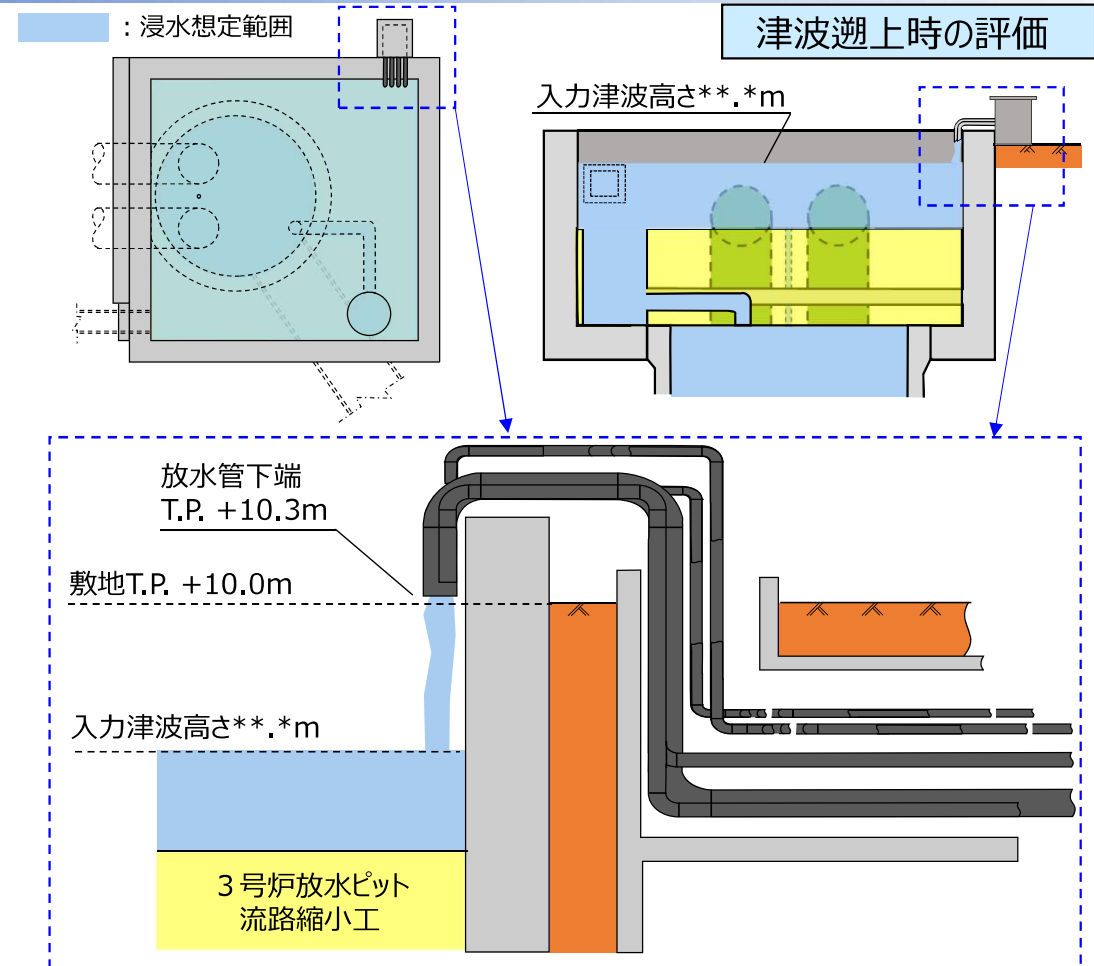 ：浸水想定範囲
津波遡上時の評価
入力津波高さ**.*m
放水管下端
T.P. +10.3m
敷地T.P. +10.0m
入力津波高さ**.*m
３号炉放水ピット
流路縮小工